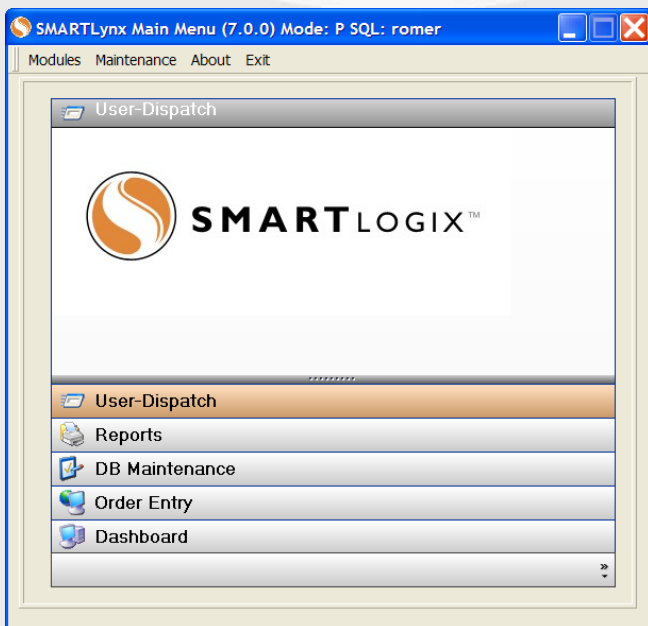 SMARTLynx Main Menu (7.0.0) Mode: P SQL: romer
Modules Maintenance About Exit
User-Dispatch
SMARTLOGIX™
User-Dispatch
Reports
DB Maintenance
Order Entry
Dashboard